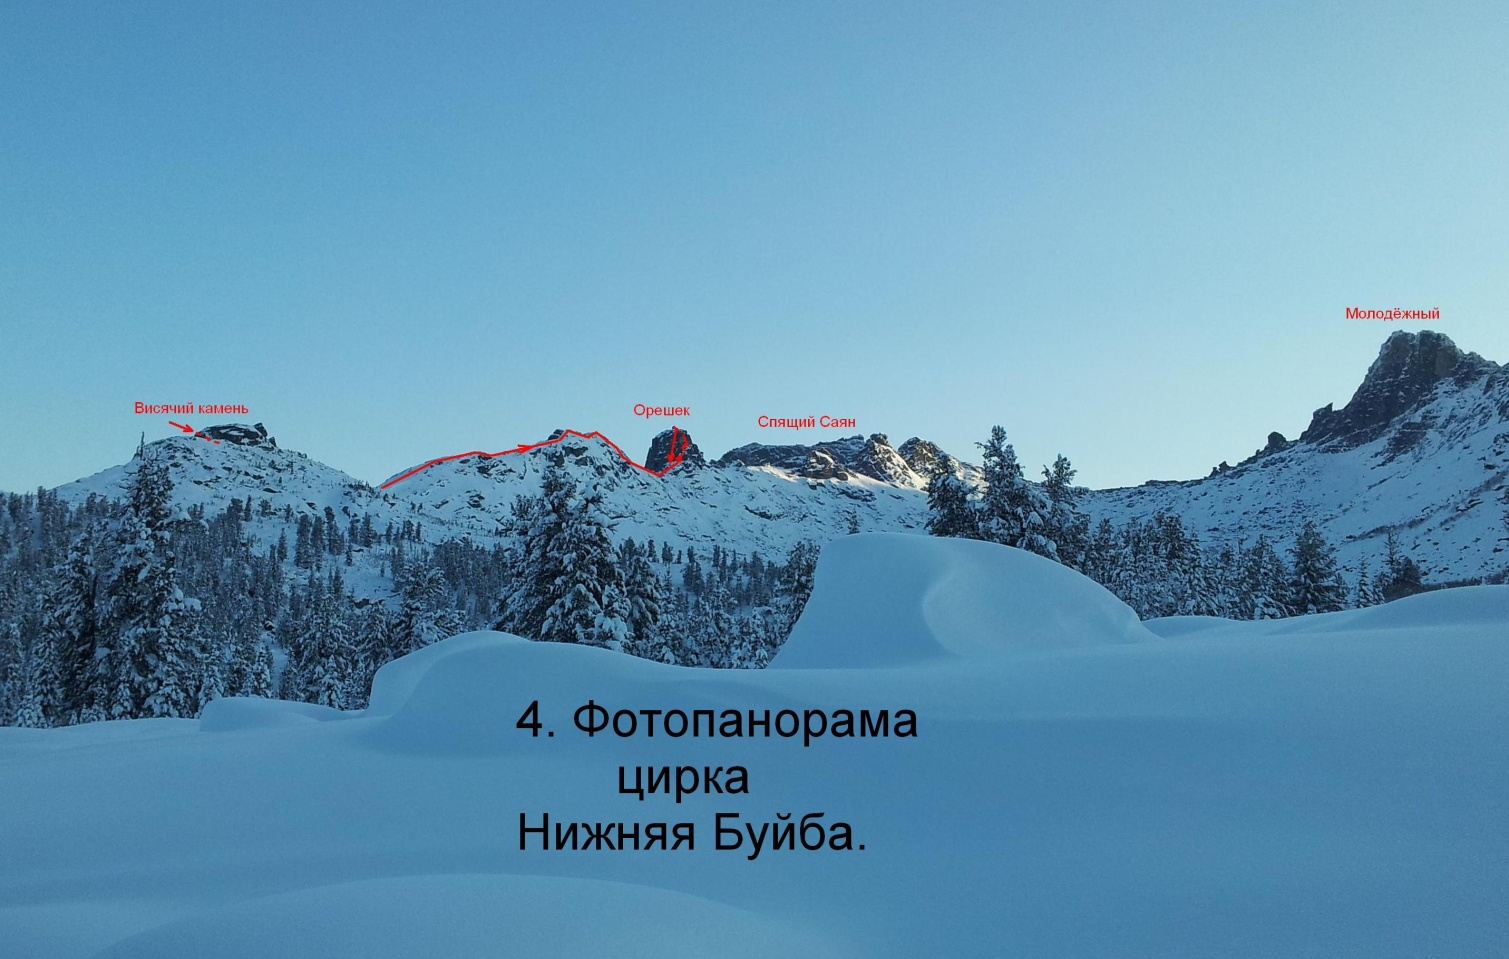 Молодёжный
Висячий камень
Орешек
Спящий Саян
4. Фотопанорама
цирка
Нижняя Буйба.